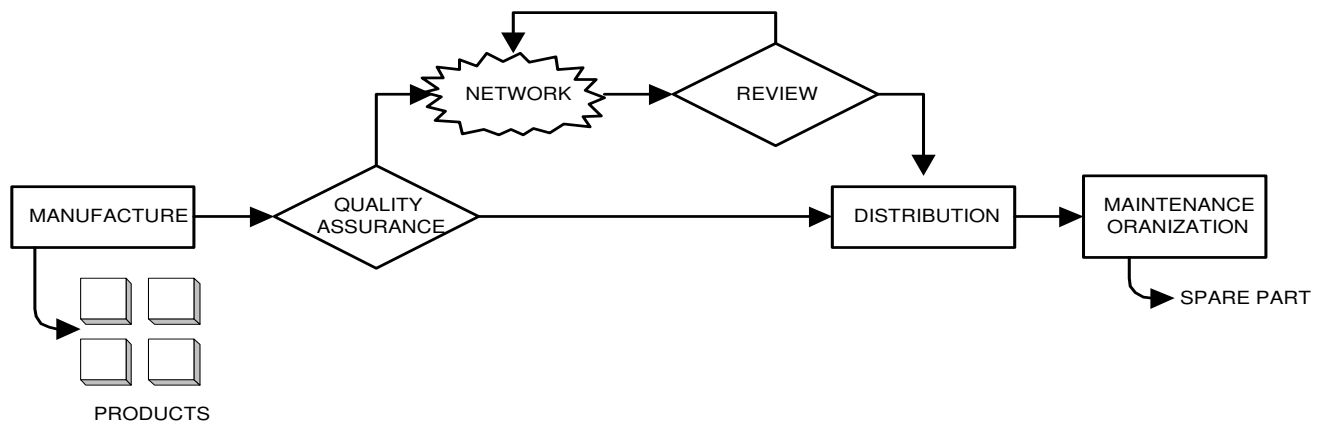 NETWORK
REVIEW
MANUFACTURE
QUALITY
ASSURANCE
DISTRIBUTION
MAINTENANCE
ORANIZATION
SPARE PART
PRODUCTS